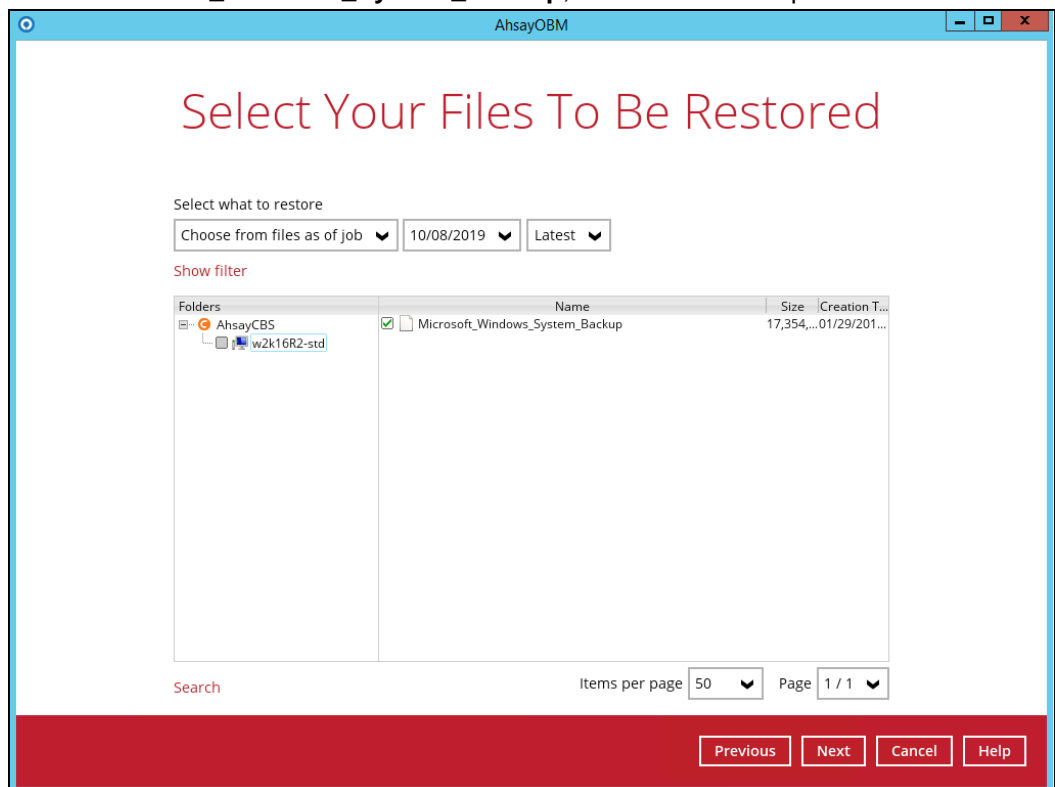 AhsayOBM
Select Your Files To Be Restored
Select what to restore
Choose from files as of job 10/08/2019 Latest
Show filter
Folders Name Size Creation T...
AhsayCBS Microsoft_Windows_System_Backup 17,354,...01/29/201...
w2k16R2-std
Search Items per page 50 Page 1 / 1
Previous Next Cancel Help